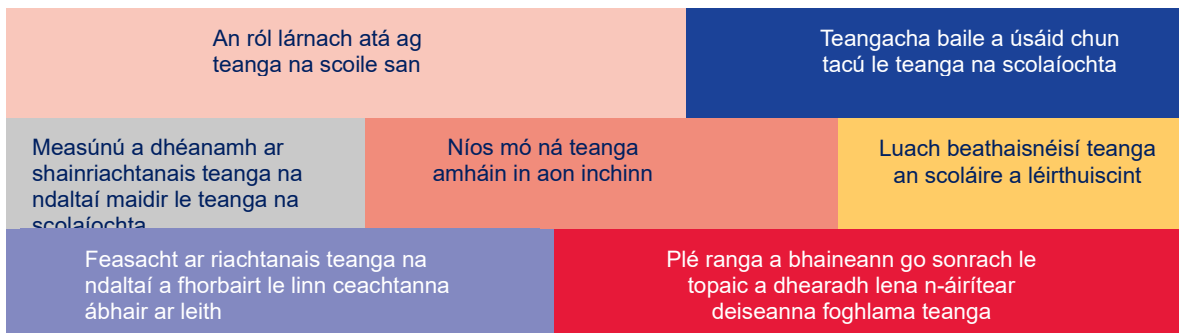 An ról lárnach atá ag
teanga na scoile san
Teangacha baile a úsáid chun
tacú le teanga na scolaíochta
Measúnú a dhéanamh ar
shainriachtanais teanga na
ndaltaí maidir le teanga na
scolaíochta
Níos mó ná teanga
amháin in aon inchinn
Luach beathaisnéisí teanga
an scoláire a léirthuiscint
Feasacht ar riachtanais teanga na
ndaltaí a fhorbairt le linn ceachtanna
ábhair ar leith
Plé ranga a bhaineann go sonrach le
topaic a dhearadh lena n-áirítear
deiseanna foghlama teanga